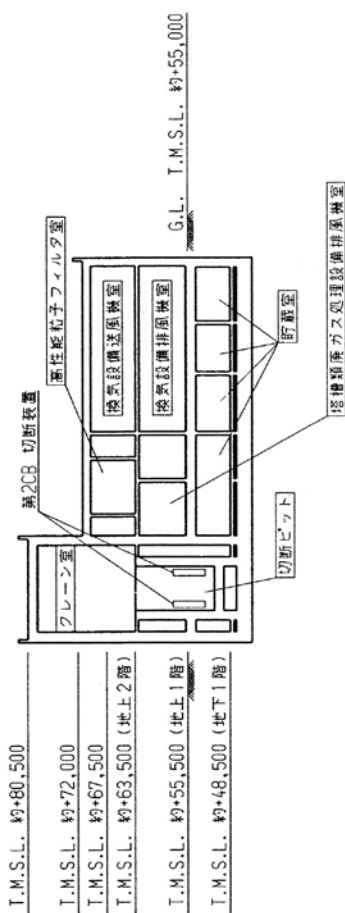 T.M.S.L. 約+80,500
T.M.S.L. 約+72,000
T.M.S.L. 約+67,500
T.M.S.L. 約+63,500 (地上2階)
T.M.S.L. 約+55,500 (地上1階)
T.M.S.L. 約+48,500 (地下1階)
クレーン室
第2CB 切断装置
高性能粒子フィルタ室
換気設備送風機室
換気設備排風機室
G.L. T.M.S.L. 約+55,000
切断ピット
貯蔵室
塔槽類廃ガス処理設備排風機室